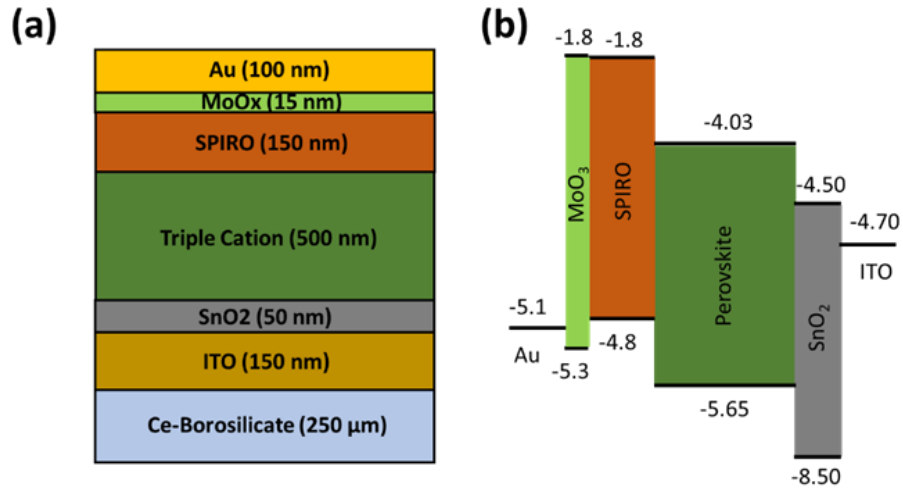 (a)
Au (100 nm)
MoOx (15 nm)
SPIRO (150 nm)
Triple Cation (500 nm)
SnO2 (50 nm)
ITO (150 nm)
Ce-Borosilicate (250 µm)
(b)
-1.8
-1.8
-4.03
-4.50
-4.70
ITO
MoO₃
SPIRO
Perovskite
SnO₂
-5.1
Au
-5.3
-4.8
-5.65
-8.50